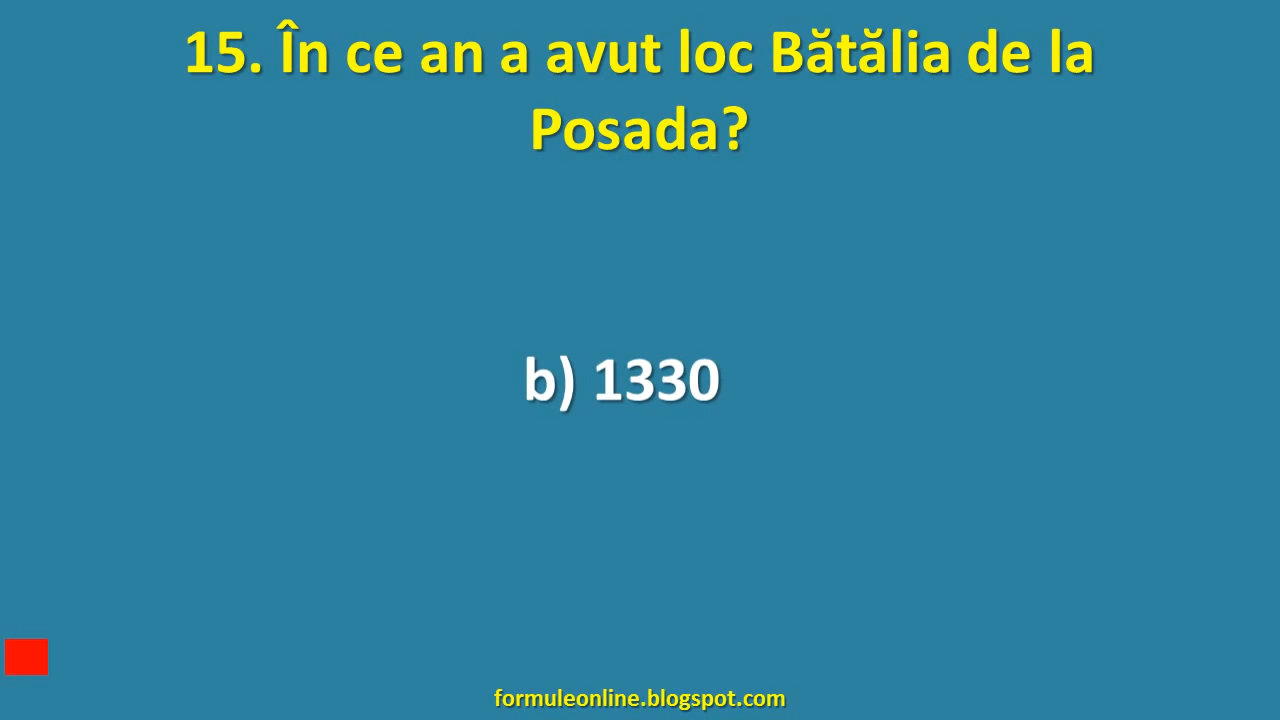 15. În ce an a avut loc Bătălia de la
Posada?
b) 1330
formuleonline.blogspot.com